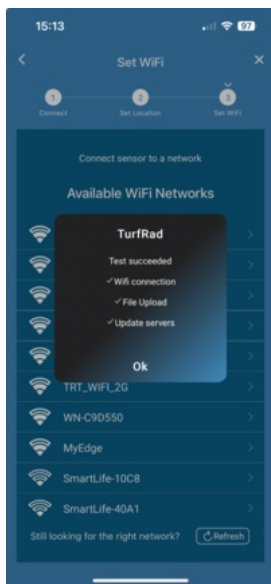 15:13
97
Set WiFi
1
2
3
Connect
Set Location
Set WiFi
Connect sensor to a network
Available WiFi Networks
TurfRad
Test succeeded
✓Wifi connection
✓File Upload
✓Update servers
Ok
TRT_WIFI_2G
WN-C9D550
MyEdge
SmartLife-10C8
SmartLife-40A1
Still looking for the right network?
Refresh